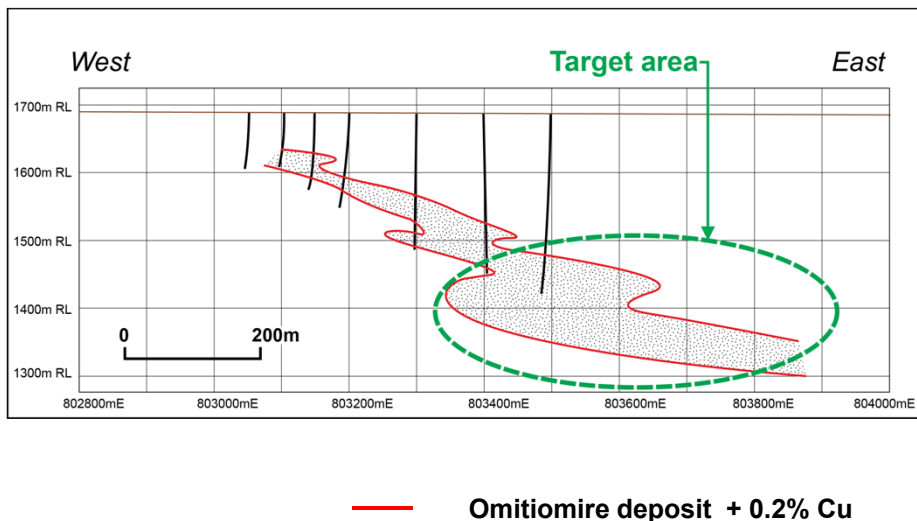 West
Target area
East
1700m RL
1600m RL
1500m RL
1400m RL
1300m RL
0 200m
802800mE 803000mE 803200mE 803400mE 803600mE 803800mE 804000mE
Omitiomire deposit + 0.2% Cu